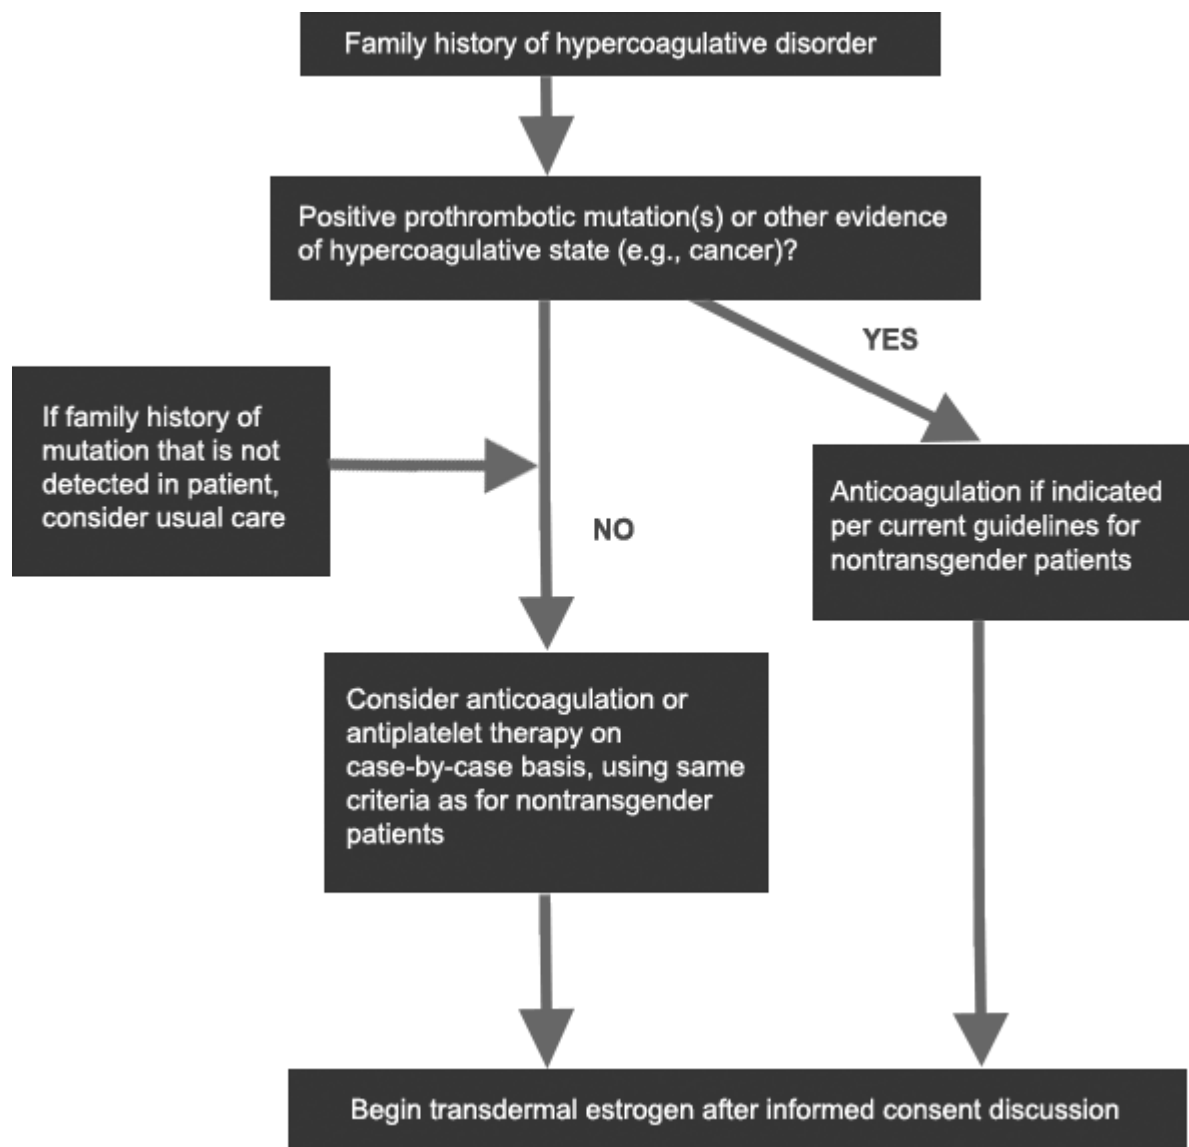 Family history of hypercoagulative disorder
Positive prothrombotic mutation(s) or other evidence
of hypercoagulative state (e.g., cancer)?
YES
If family history of
mutation that is not
detected in patient,
consider usual care
Anticoagulation if indicated
per current guidelines for
nontransgender patients
NO
Consider anticoagulation or
antiplatelet therapy on
case-by-case basis, using same
criteria as for nontransgender
patients
Begin transdermal estrogen after informed consent discussion